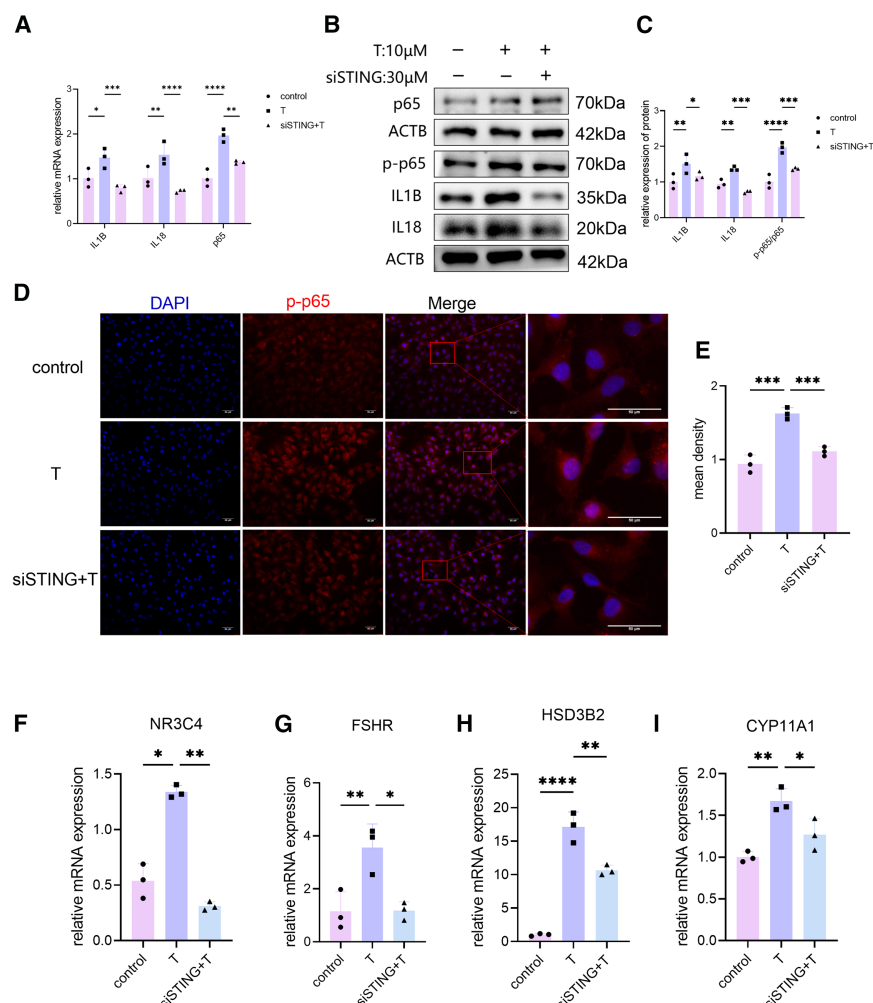 A
relative mRNA expression
3
2
1
0
* *** ** **** **** **
IL1B IL18 p65
control
T
siSTING+T
B
T:10μM − + +
siSTING:30μM − − +
p65 70kDa
ACTB 42kDa
p-p65 70kDa
IL1B 35kDa
IL18 20kDa
ACTB 42kDa
C
relative expression of protein
3
2
1
0
** * ** *** **** ***
IL1B IL18 p-p65/p65
control
T
siSTING+T
D
DAPI p-p65 Merge
control
T
siSTING+T
E
mean density
2
1
0
*** ***
control T siSTING+T
F
NR3C4
relative mRNA expression
1.5
1.0
0.5
0.0
* **
control T siSTING+T
G
FSHR
relative mRNA expression
6
4
2
0
** *
control T siSTING+T
H
HSD3B2
relative mRNA expression
25
20
15
10
5
0
**** **
control T siSTING+T
I
CYP11A1
relative mRNA expression
2.0
1.5
1.0
0.5
0.0
** *
control T siSTING+T